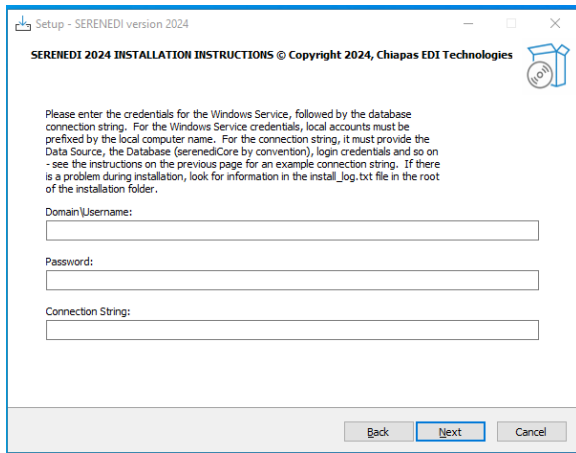 Setup - SERENEDI version 2024
SERENEDI 2024 INSTALLATION INSTRUCTIONS © Copyright 2024, Chiapas EDI Technologies
Please enter the credentials for the Windows Service, followed by the database
connection string. For the Windows Service credentials, local accounts must be
prefixed by the local computer name. For the connection string, it must provide the
Data Source, the Database (serenediCore by convention), login credentials and so on
- see the instructions on the previous page for an example connection string. If there
is a problem during installation, look for information in the install_log.txt file in the root
of the installation folder.
Domain\Username:
Password:
Connection String:
Back Next Cancel